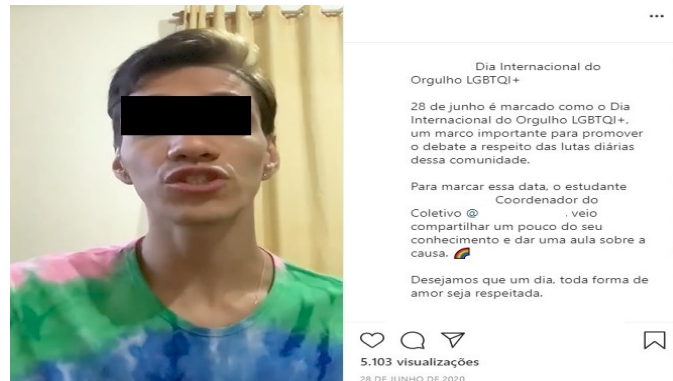 Dia Internacional do
Orgulho LGBTQI+
28 de junho é marcado como o Dia
Internacional do Orgulho LGBTQI+,
um marco importante para promover
o debate a respeito das lutas diárias
dessa comunidade.
Para marcar essa data, o estudante
Coordenador do
Coletivo @ . veio
compartilhar um pouco do seu
conhecimento e dar uma aula sobre a
causa. 🌈
Desejamos que um dia, toda forma de
amor seja respeitada.
5.103 visualizações
28 DE JUNHO DE 2020